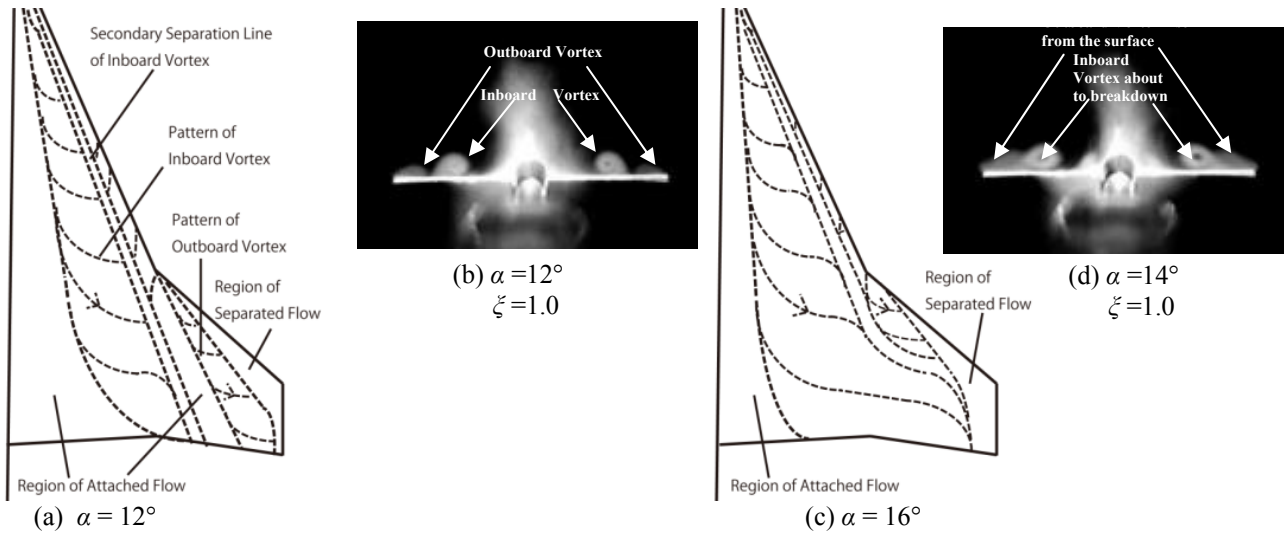 Secondary Separation Line
of Inboard Vortex
Pattern of
Inboard Vortex
Pattern of
Outboard Vortex
Region of
Separated Flow
Region of Attached Flow
(a) α = 12°
Outboard Vortex
Inboard Vortex
(b) α =12°
ξ =1.0
Region of
Separated Flow
Region of Attached Flow
(c) α = 16°
from the surface
Inboard
Vortex about
to breakdown
(d) α =14°
ξ =1.0